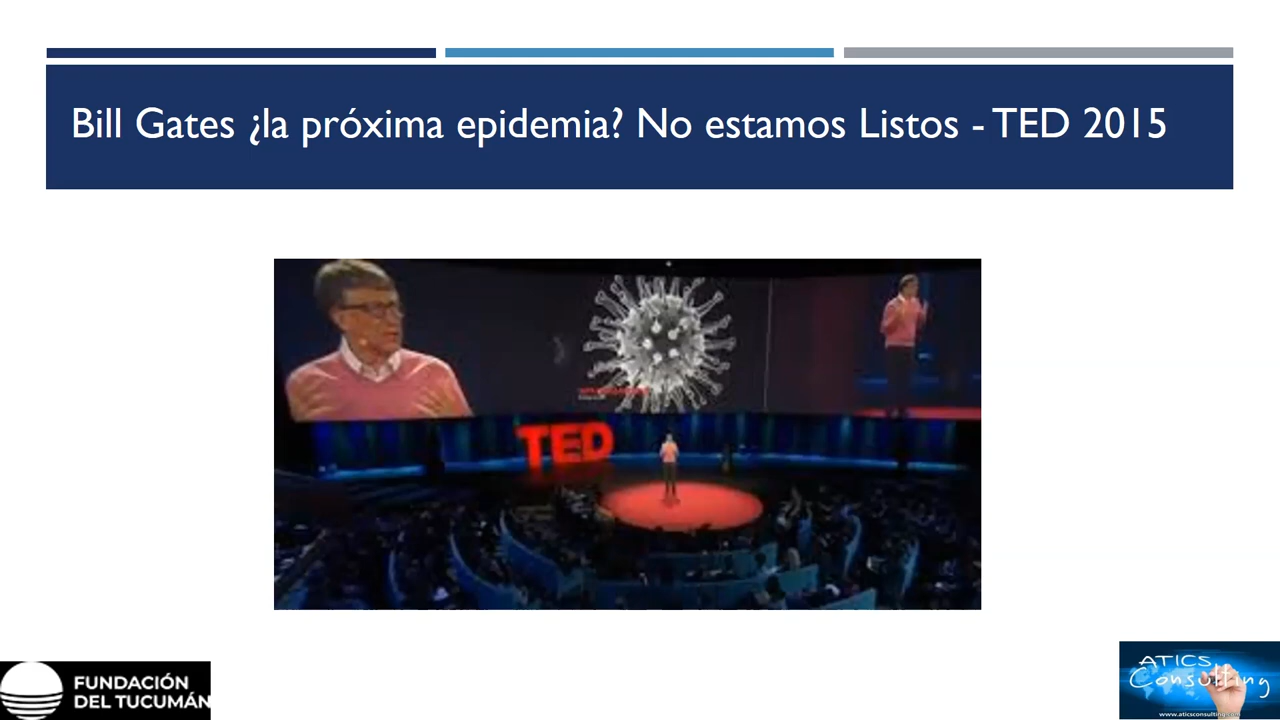 Bill Gates ¿la próxima epidemia? No estamos Listos - TED 2015
TED
FUNDACIÓN
DEL TUCUMÁN
ATICS
Consulting